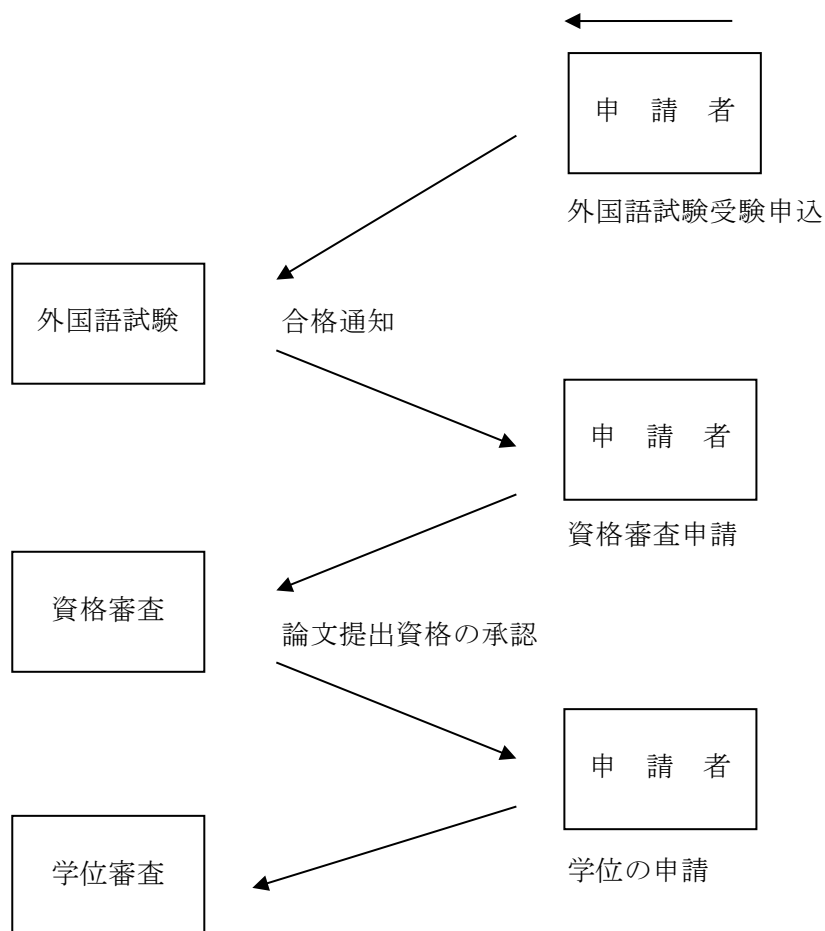 申　請　者
外国語試験受験申込
外国語試験
合格通知
申　請　者
資格審査申請
資格審査
論文提出資格の承認
申　請　者
学位審査
学位の申請